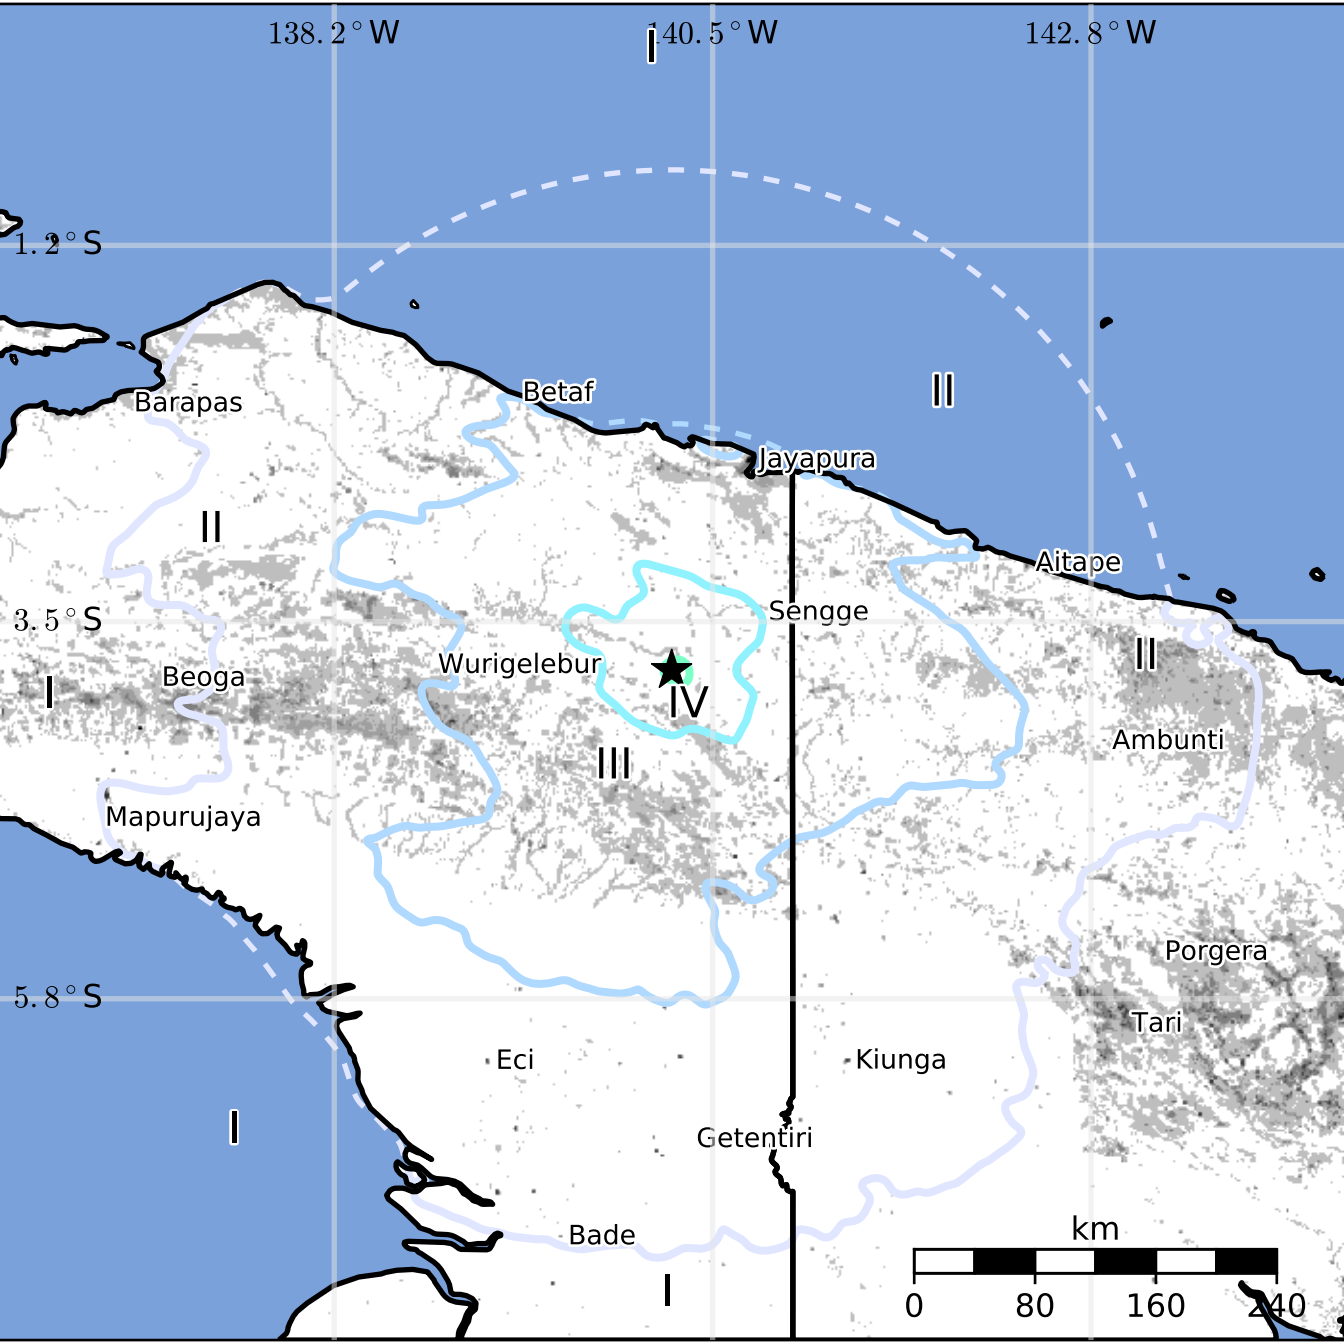 138.2°W 140.5°W 142.8°W
I
1.2°S
II
Betaf
Barapas
Jayapura
II
Aitape
3.5°S
Sengge
Wurigelebur
II
Beoga
I
IV
Ambunti
III
Mapurujaya
Porgera
5.8°S
Tari
Eci
Kiunga
I
Getentiri
Bade
km
I
0 80 160 240